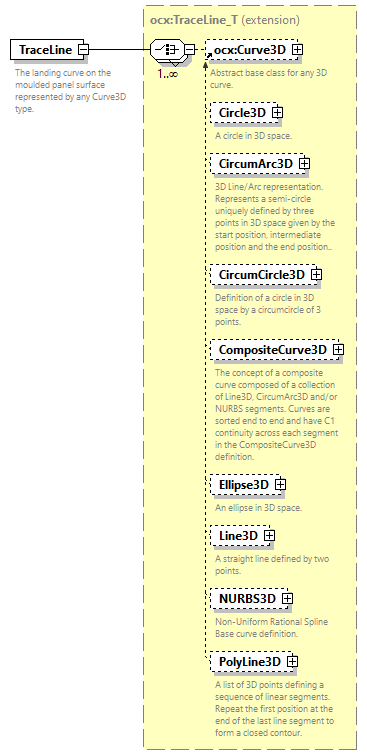 ocx:TraceLine_T (extension)
TraceLine
The landing curve on the
moulded panel surface
represented by any Curve3D
type.
1..∞
ocx:Curve3D
Abstract base class for any 3D
curve.
Circle3D
A circle in 3D space.
CircumArc3D
3D Line/Arc representation.
Represents a semi-circle
uniquely defined by three
points in 3D space given by the
start position, intermediate
position and the end position..
CircumCircle3D
Definition of a circle in 3D
space by a circumcircle of 3
points.
CompositeCurve3D
The concept of a composite
curve composed of a collection
of Line3D, CircumArc3D and/or
NURBS segments. Curves are
sorted end to end and have C1
continuity across each segment
in the CompositeCurve3D
definition.
Ellipse3D
An ellipse in 3D space.
Line3D
A straight line defined by two
points.
NURBS3D
Non-Uniform Rational Spline
Base curve definition.
PolyLine3D
A list of 3D points defining a
sequence of linear segments.
Repeat the first position at the
end of the last line segment to
form a closed contour.